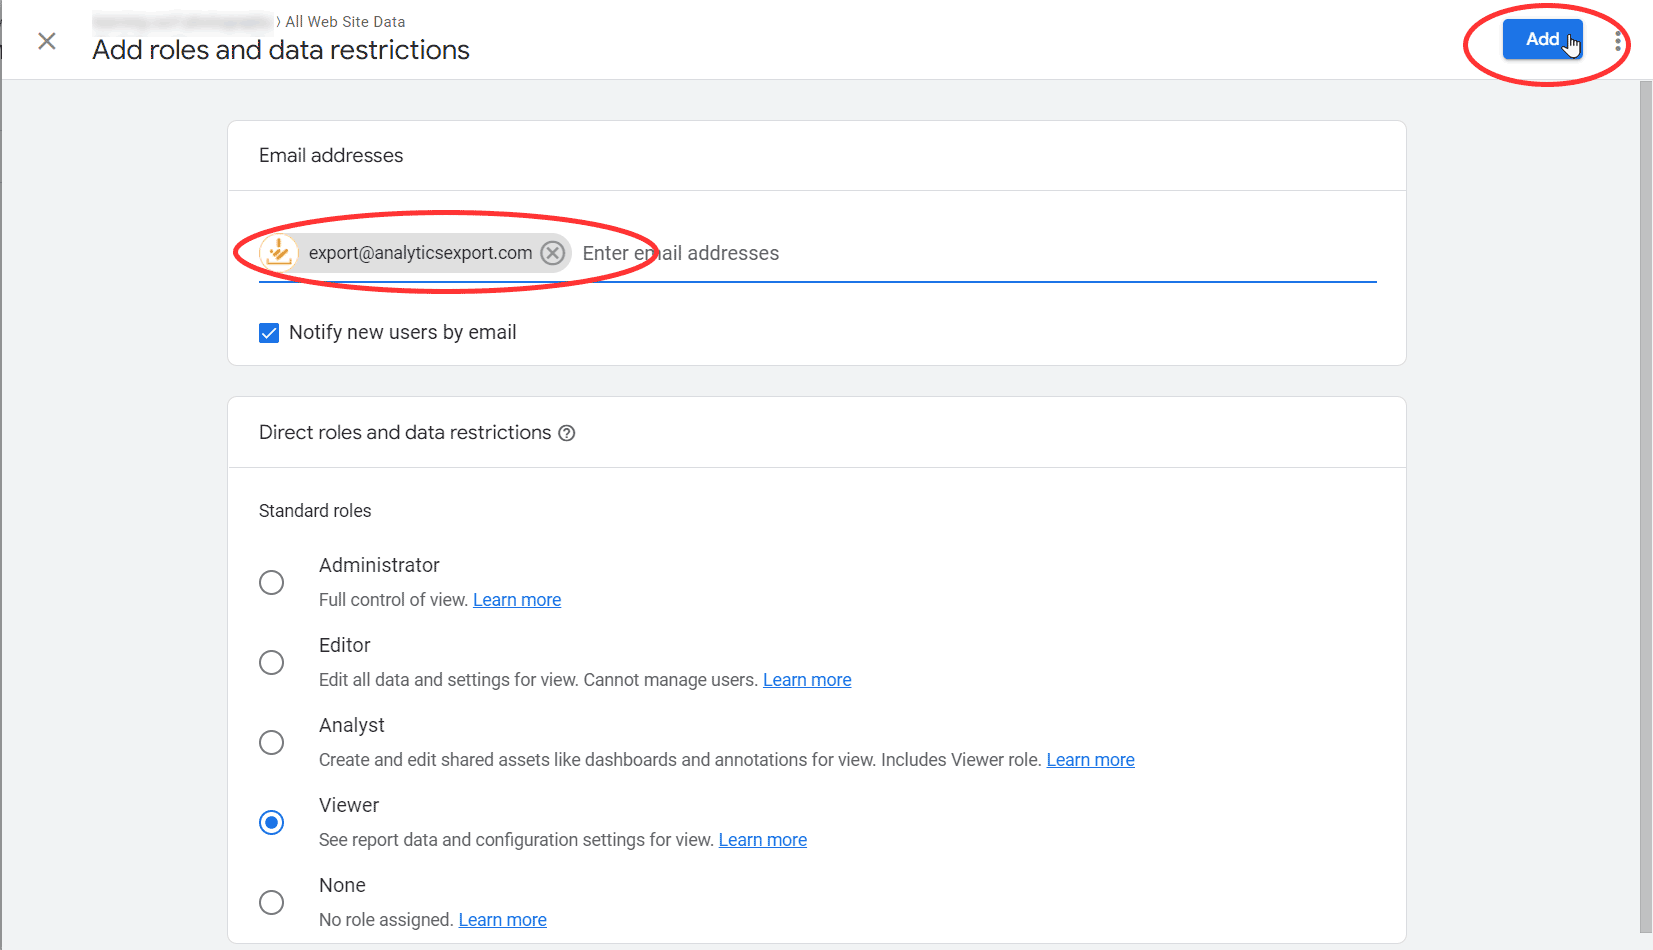 〉All Web Site Data
Add roles and data restrictions
Add
Email addresses
export@analyticsexport.com Enter email addresses
Notify new users by email
Direct roles and data restrictions
Standard roles
Administrator
Full control of view. Learn more
Editor
Edit all data and settings for view. Cannot manage users. Learn more
Analyst
Create and edit shared assets like dashboards and annotations for view. Includes Viewer role. Learn more
Viewer
See report data and configuration settings for view. Learn more
None
No role assigned. Learn more